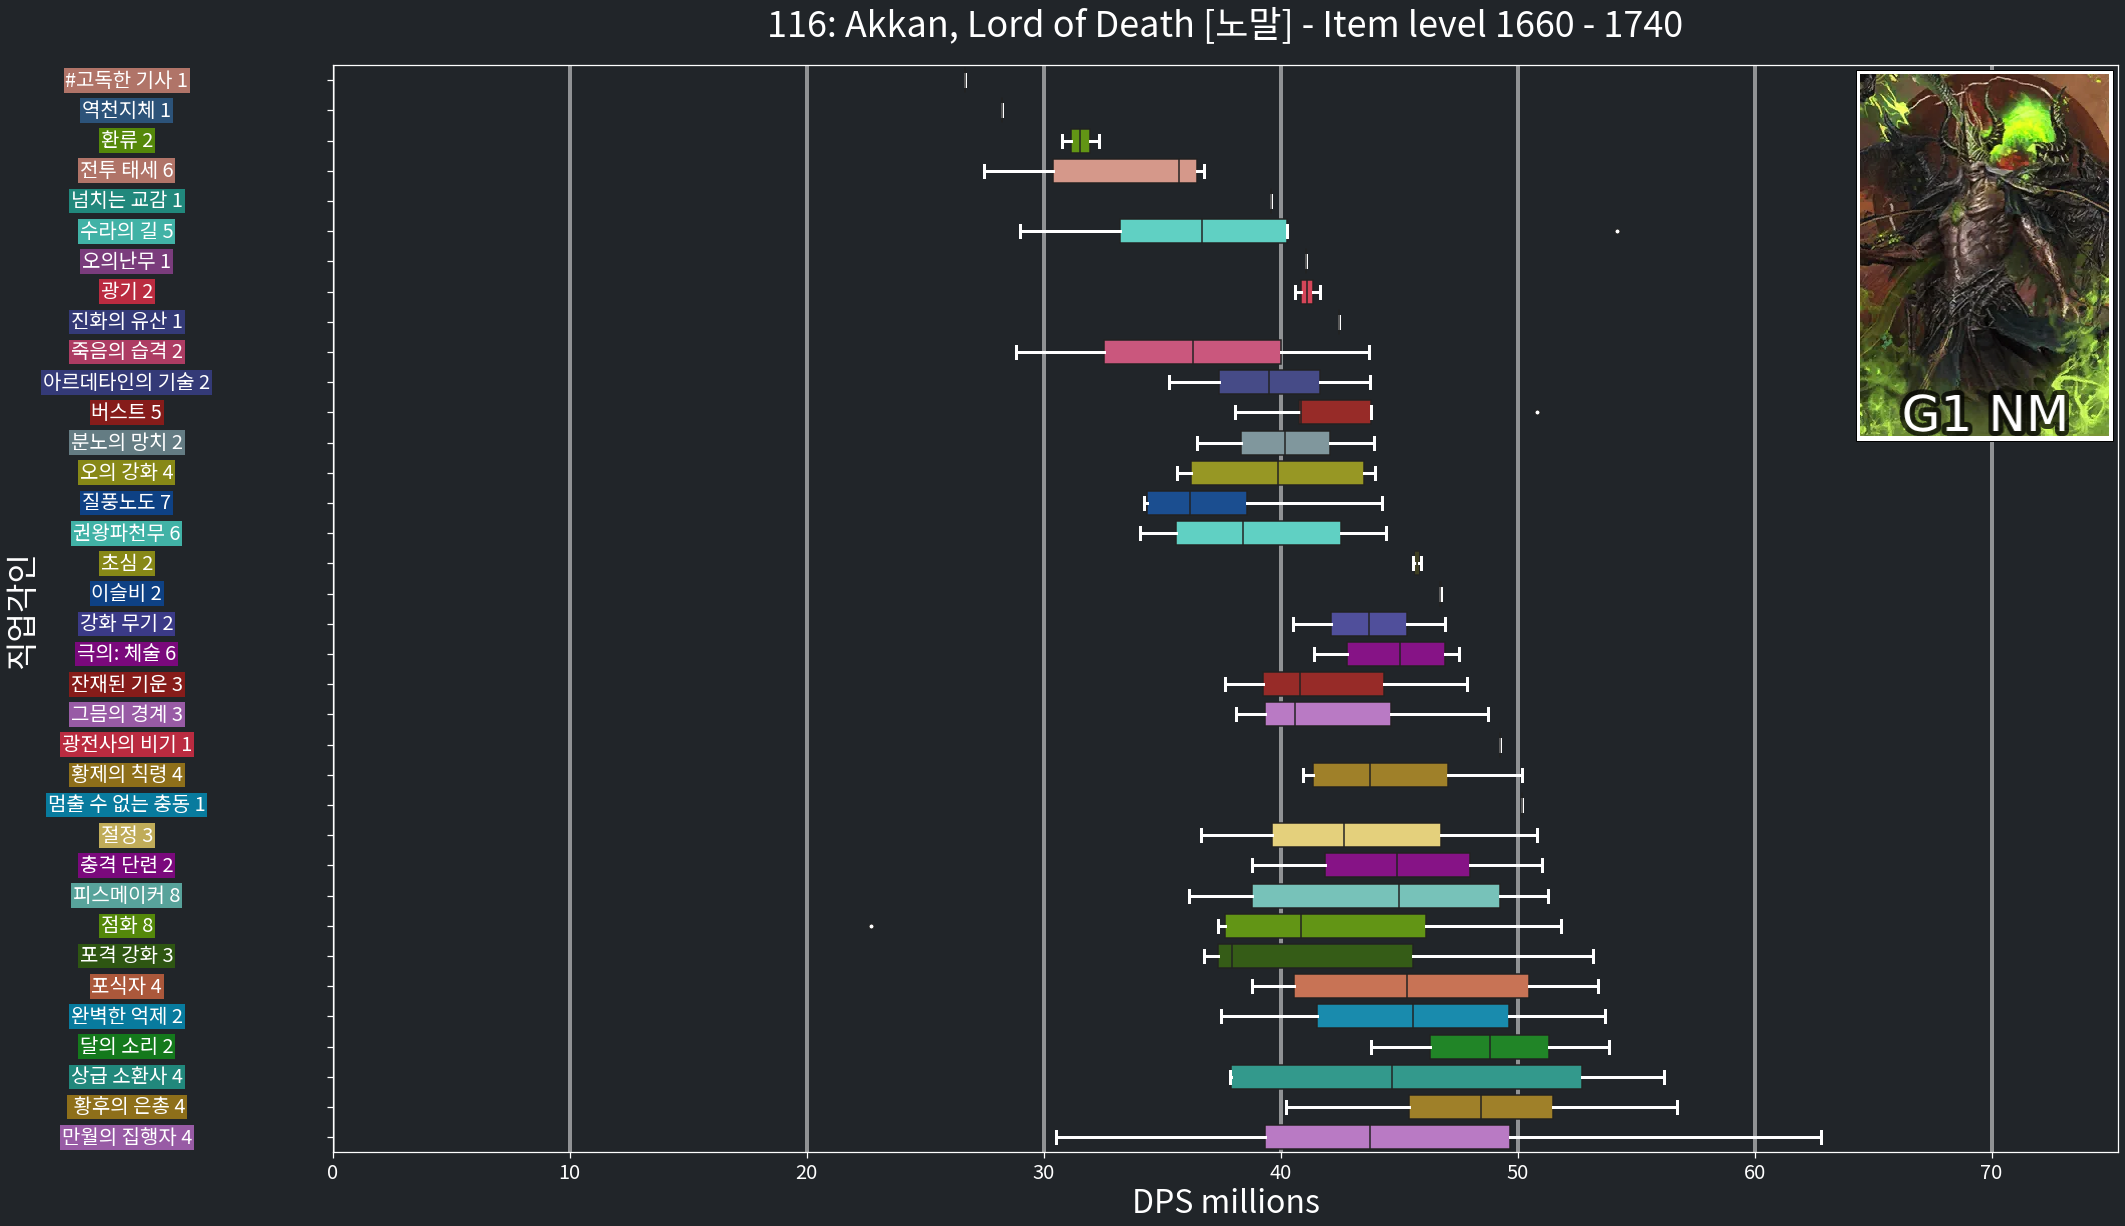 116: Akkan, Lord of Death [노말] - Item level 1660 - 1740
#고독한 기사 1
역천지체 1
환류 2
전투 태세 6
넘치는 교감 1
수라의 길 5
오의난무 1
광기 2
진화의 유산 1
죽음의 습격 2
아르데타인의 기술 2
버스트 5
분노의 망치 2
오의 강화 4
질풍노도 7
권왕파천무 6
초심 2
이슬비 2
강화 무기 2
극의: 체술 6
잔재된 기운 3
그믐의 경계 3
광전사의 비기 1
황제의 칙령 4
멈출 수 없는 충동 1
절정 3
충격 단련 2
피스메이커 8
점화 8
포격 강화 3
포식자 4
완벽한 억제 2
달의 소리 2
상급 소환사 4
황후의 은총 4
만월의 집행자 4
직업각인
G1 NM
0 10 20 30 40 50 60 70
DPS millions